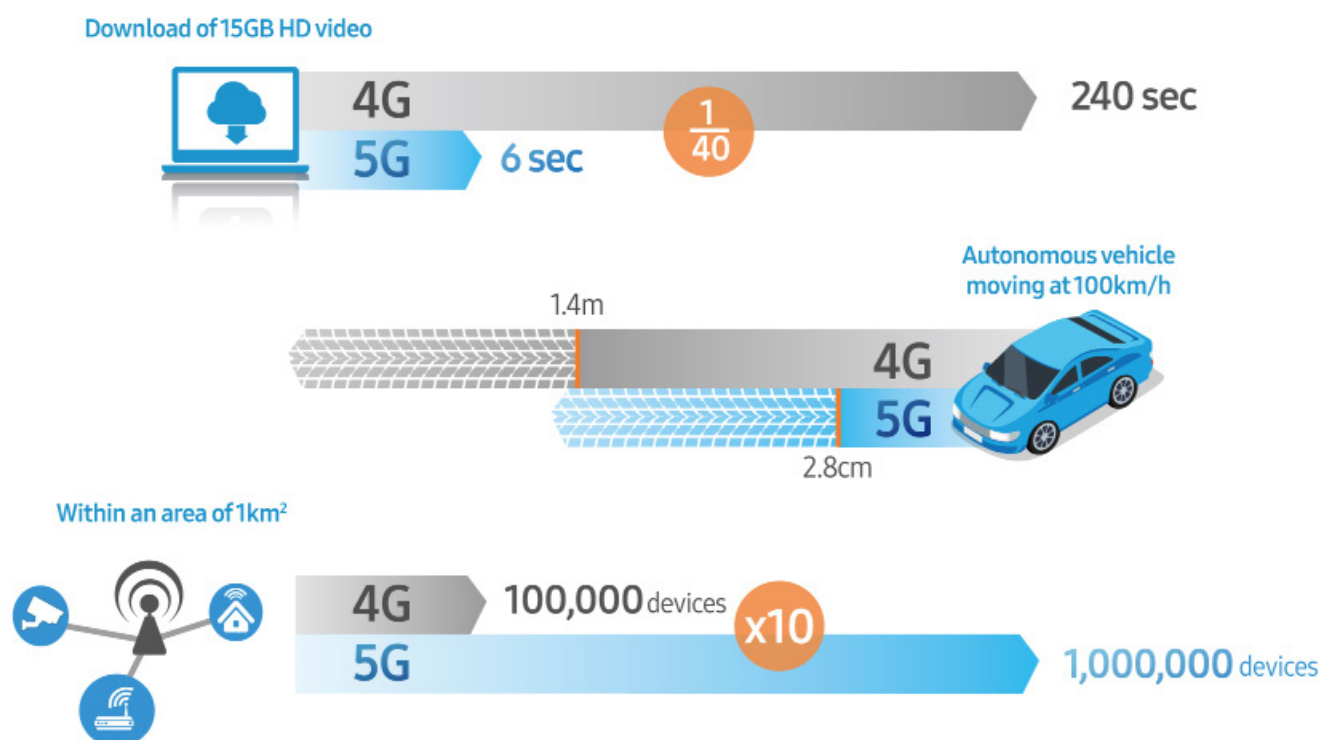 Download of 15GB HD video
4G
240 sec
1
40
5G
6 sec
Autonomous vehicle
moving at 100km/h
1.4m
4G
5G
2.8cm
Within an area of 1km²
4G
100,000 devices
x10
5G
1,000,000 devices